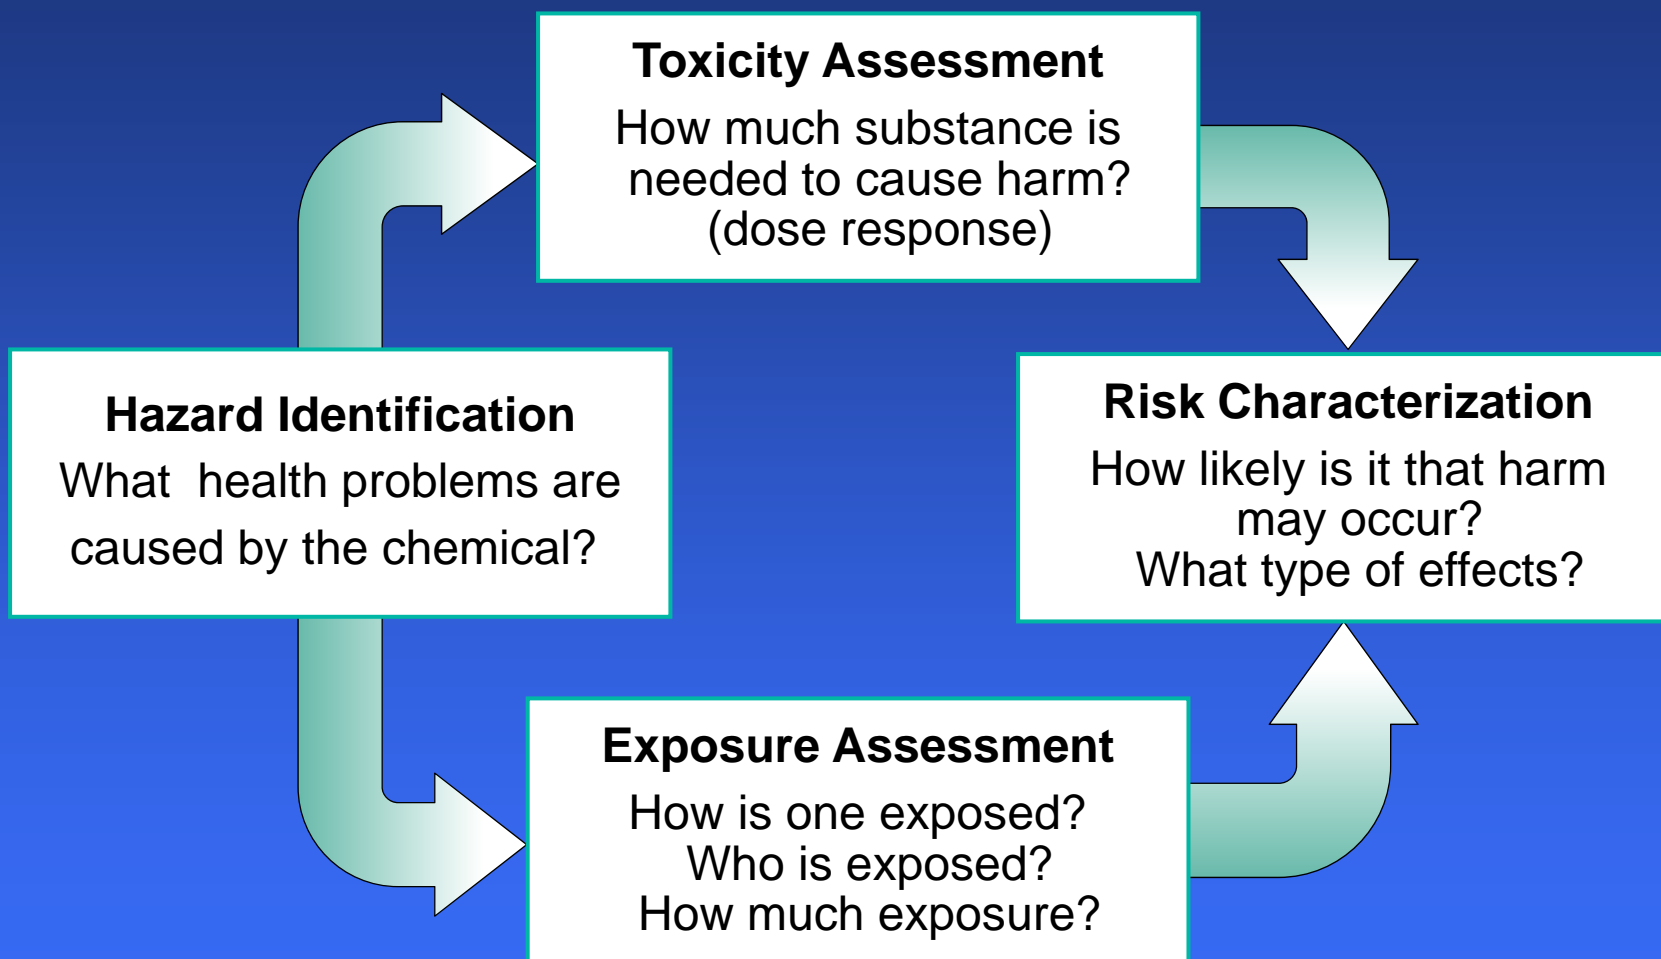 Toxicity Assessment
How much substance is
needed to cause harm?
(dose response)
Hazard Identification
What health problems are
caused by the chemical?
Risk Characterization
How likely is it that harm
may occur?
What type of effects?
Exposure Assessment
How is one exposed?
Who is exposed?
How much exposure?